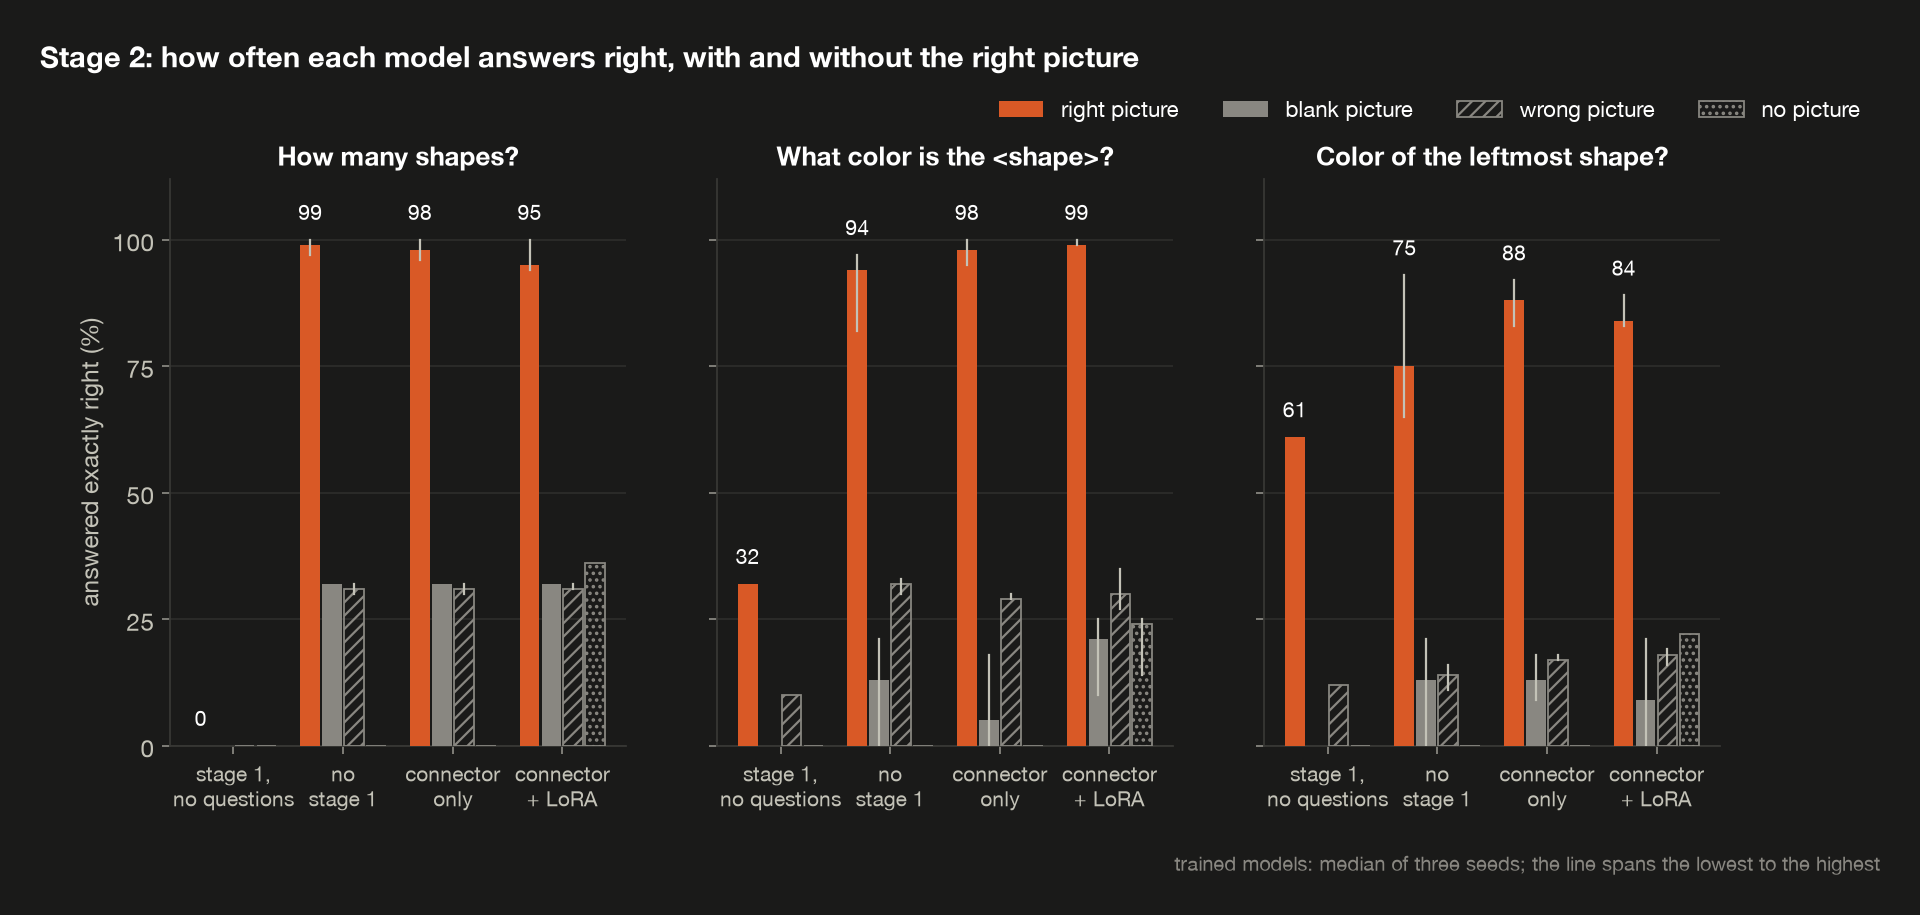 Stage 2: how often each model answers right, with and without the right picture
right picture
blank picture
wrong picture
no picture
How many shapes?
What color is the <shape>?
Color of the leftmost shape?
answered exactly right (%)
100
75
50
25
0
0
99
98
95
32
94
98
99
61
75
88
84
stage 1,
no questions
no
stage 1
connector
only
connector
+ LoRA
stage 1,
no questions
no
stage 1
connector
only
connector
+ LoRA
stage 1,
no questions
no
stage 1
connector
only
connector
+ LoRA
trained models: median of three seeds; the line spans the lowest to the highest